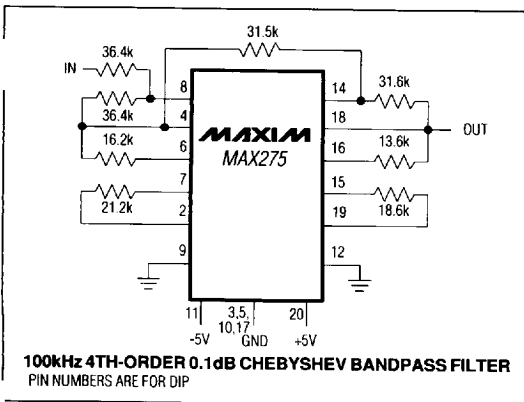 31.5k
36.4k
IN
31.6k
8
14
36.4k
4
18
OUT
MAXIM
MAX275
16.2k
6
16
13.6k
7
15
21.2k
18.6k
2
19
9
12
11
3,5,
10,17
20
-5V
GND
+5V
100kHz 4TH-ORDER 0.1dB CHEBYSHEV BANDPASS FILTER
PIN NUMBERS ARE FOR DIP